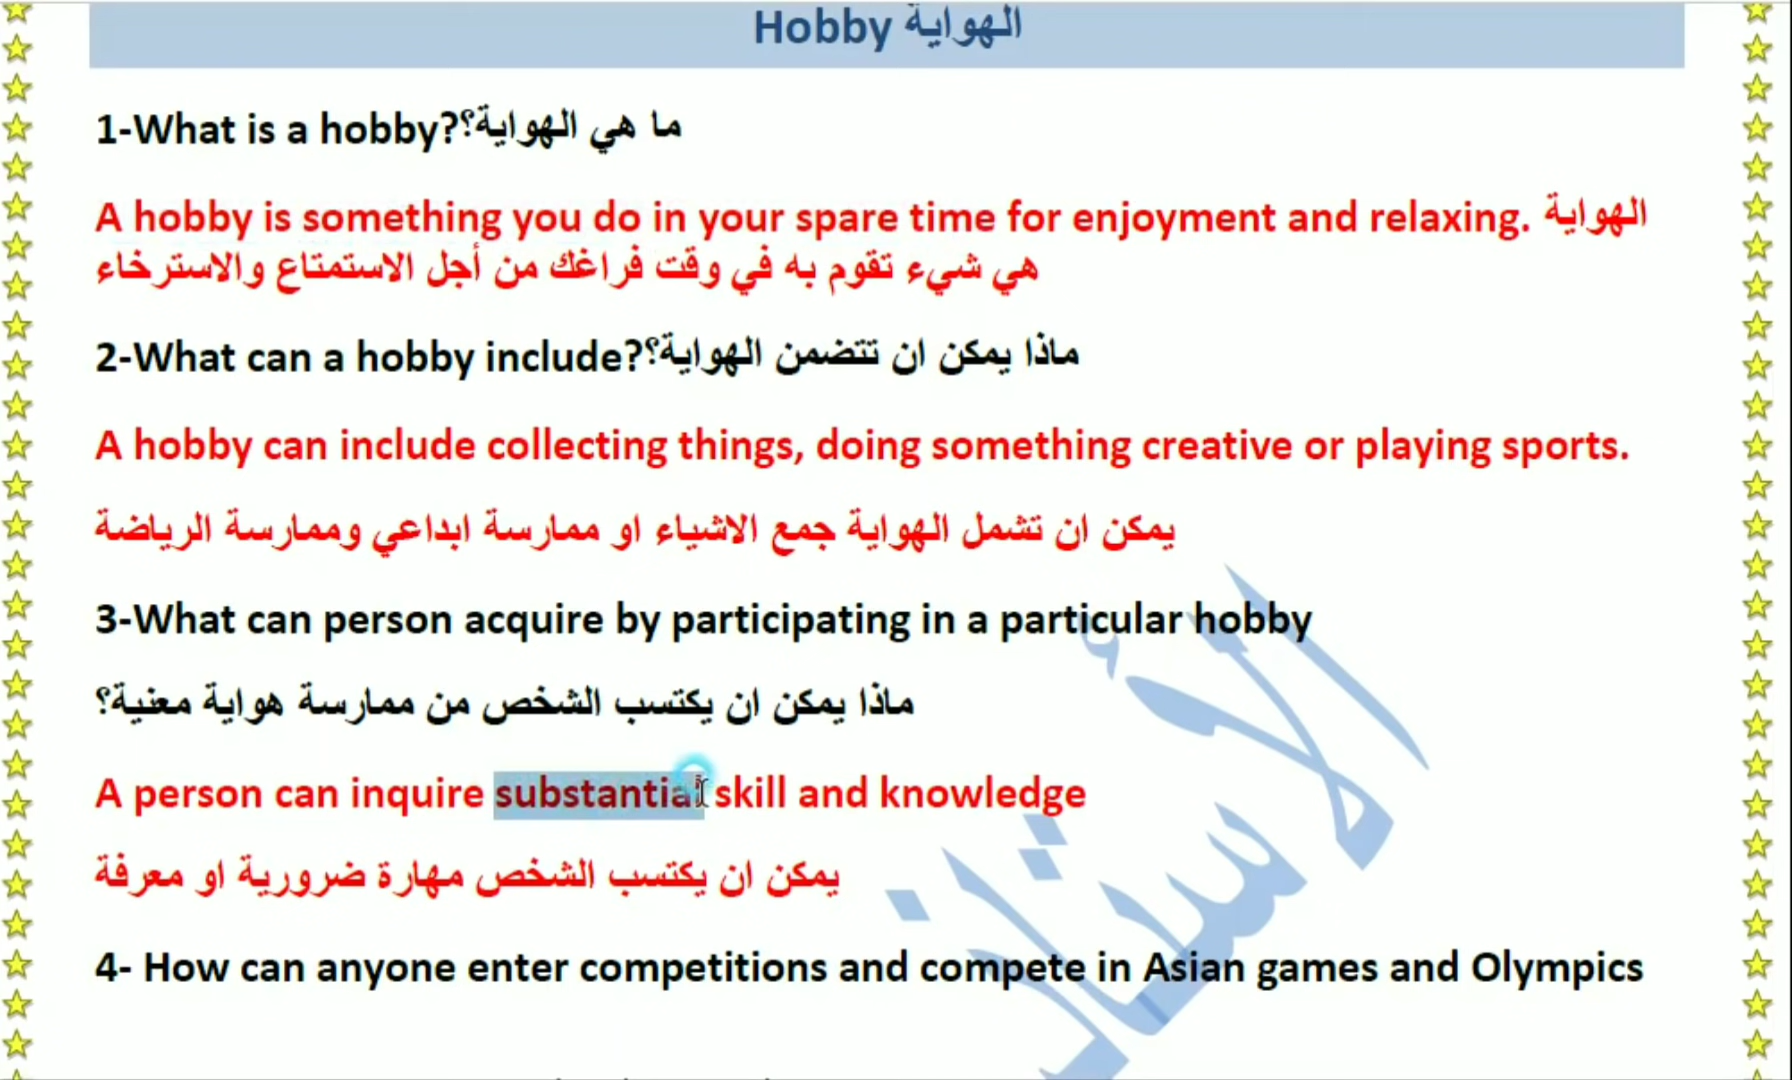 Hobby الهواية
1-What is a hobby?ما هي الهواية؟
A hobby is something you do in your spare time for enjoyment and relaxing. الهواية
هي شيء تقوم به في وقت فراغك من أجل الاستمتاع والاسترخاء
2-What can a hobby include?ماذا يمكن ان تتضمن الهواية؟
A hobby can include collecting things, doing something creative or playing sports.
يمكن ان تشمل الهواية جمع الاشياء او ممارسة ابداعي وممارسة الرياضة
3-What can person acquire by participating in a particular hobby
ماذا يمكن ان يكتسب الشخص من ممارسة هواية معنية؟
A person can inquire substantial skill and knowledge
يمكن ان يكتسب الشخص مهارة ضرورية او معرفة
4- How can anyone enter competitions and compete in Asian games and Olympics
الأستاذ